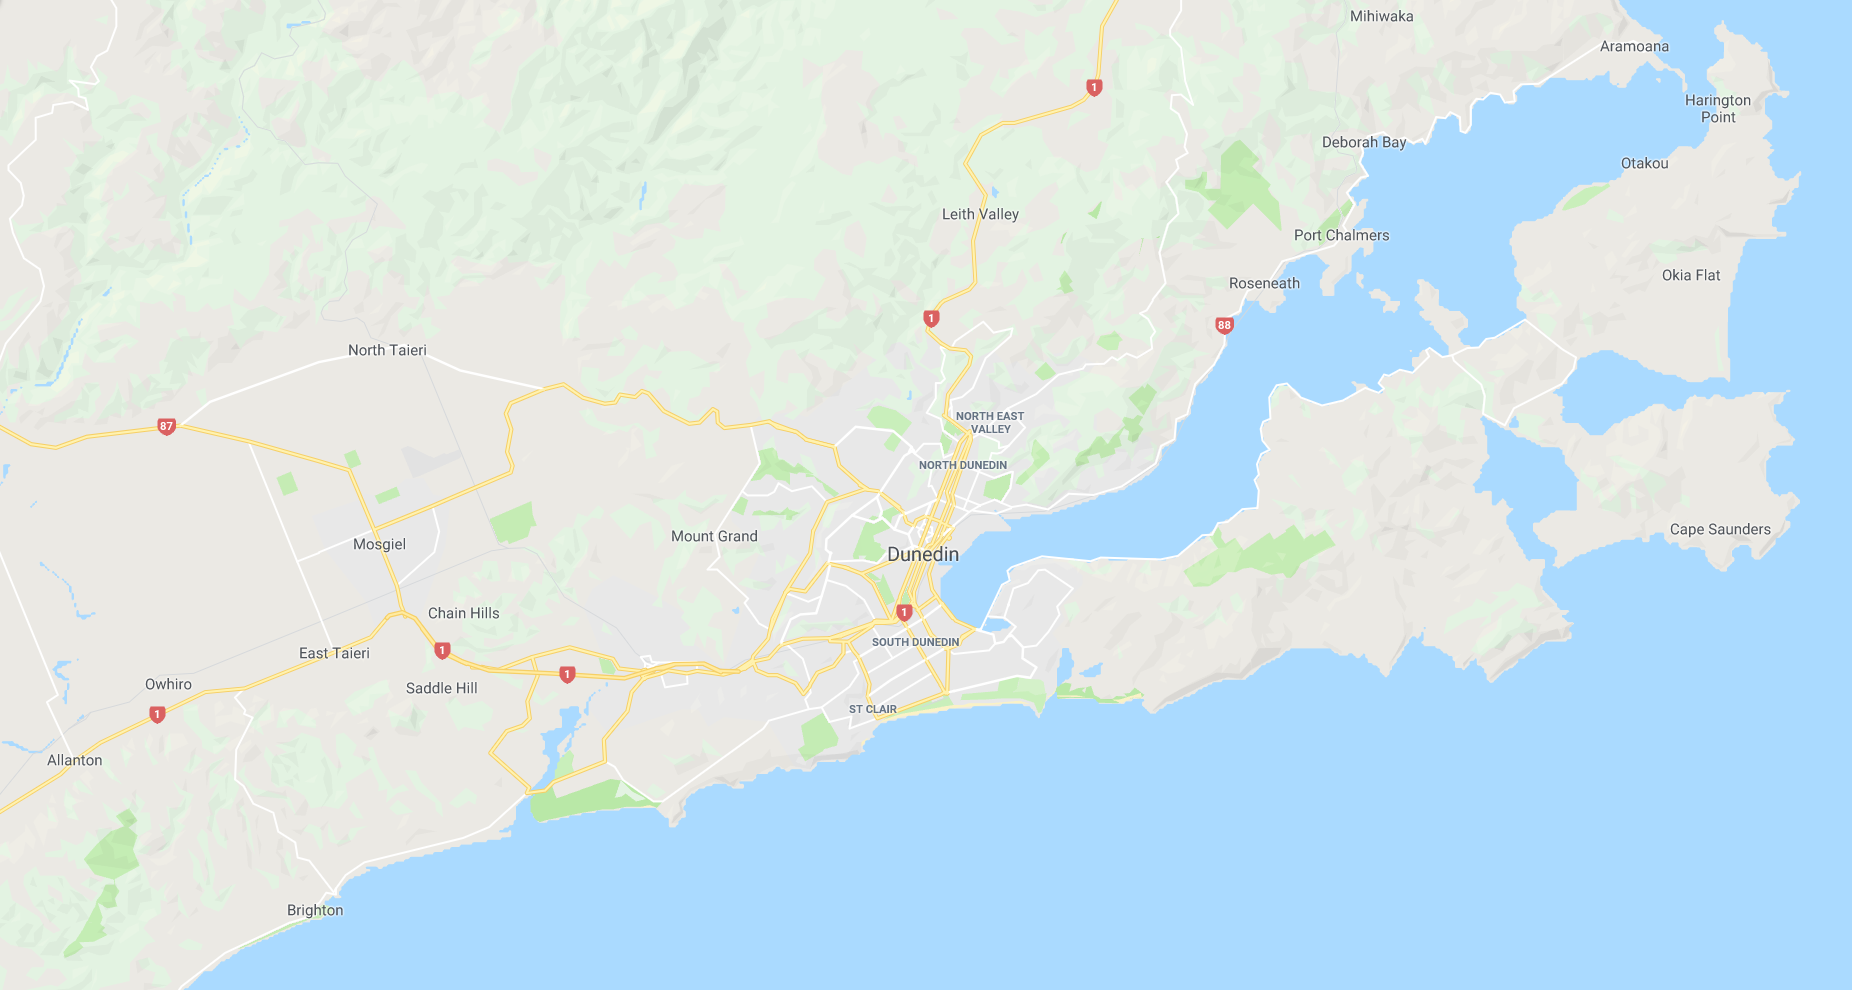 Mihiwaka
Aramoana
1
Harington
Point
Deborah Bay
Otakou
Leith Valley
Port Chalmers
Okia Flat
Roseneath
1
88
North Taieri
87
NORTH EAST
VALLEY
NORTH DUNEDIN
Mount Grand
Cape Saunders
Mosgiel
Dunedin
Chain Hills
1
SOUTH DUNEDIN
East Taieri
1
1
Owhiro
Saddle Hill
1
ST CLAIR
Allanton
Brighton